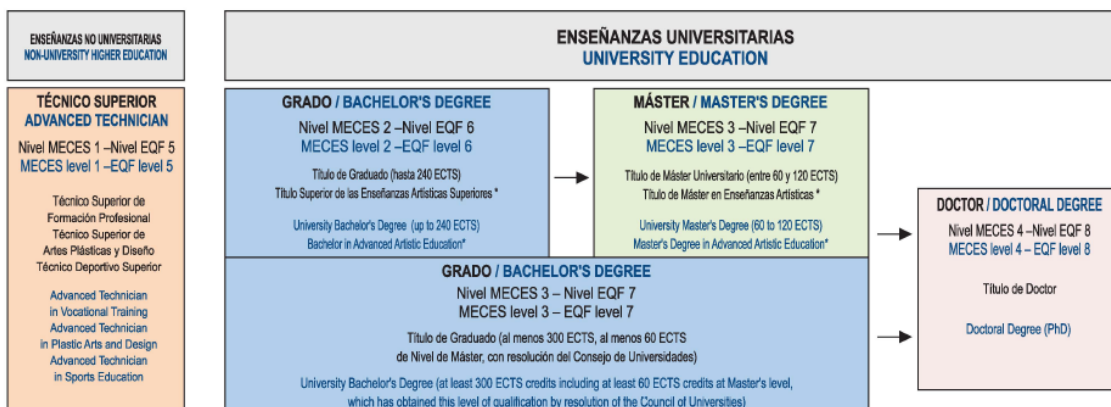 ENSEÑANZAS NO UNIVERSITARIAS
NON-UNIVERSITY HIGHER EDUCATION
TÉCNICO SUPERIOR
ADVANCED TECHNICIAN
Nivel MECES 1 –Nivel EQF 5
MECES level 1 –EQF level 5
Técnico Superior de
Formación Profesional
Técnico Superior de
Artes Plásticas y Diseño
Técnico Deportivo Superior
Advanced Technician
in Vocational Training
Advanced Technician
in Plastic Arts and Design
Advanced Technician
in Sports Education
ENSEÑANZAS UNIVERSITARIAS
UNIVERSITY EDUCATION
GRADO / BACHELOR'S DEGREE
Nivel MECES 2 –Nivel EQF 6
MECES level 2 –EQF level 6
Título de Graduado (hasta 240 ECTS)
Título Superior de las Enseñanzas Artísticas Superiores *
University Bachelor's Degree (up to 240 ECTS)
Bachelor in Advanced Artistic Education*
MÁSTER / MASTER'S DEGREE
Nivel MECES 3 –Nivel EQF 7
MECES level 3 –EQF level 7
Título de Máster Universitario (entre 60 y 120 ECTS)
Título de Máster en Enseñanzas Artísticas *
University Master's Degree (60 to 120 ECTS)
Master's Degree in Advanced Artistic Education*
GRADO / BACHELOR'S DEGREE
Nivel MECES 3 – Nivel EQF 7
MECES level 3 – EQF level 7
Título de Graduado (al menos 300 ECTS, al menos 60 ECTS
de Nivel de Máster, con resolución del Consejo de Universidades)
University Bachelor's Degree (at least 300 ECTS credits including at least 60 ECTS credits at Master's level,
which has obtained this level of qualification by resolution of the Council of Universities)
DOCTOR / DOCTORAL DEGREE
Nivel MECES 4 –Nivel EQF 8
MECES level 4 – EQF level 8
Título de Doctor
Doctoral Degree (PhD)